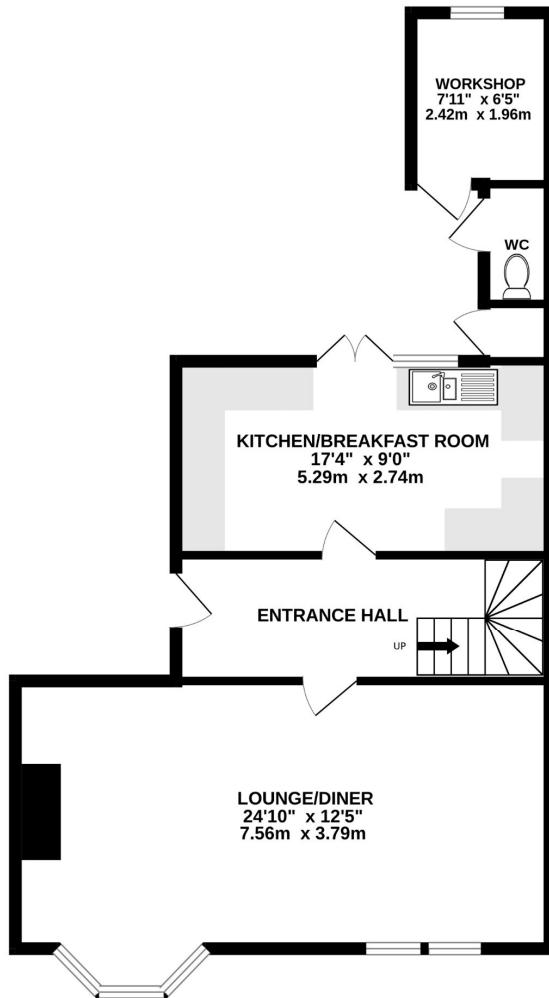 WORKSHOP
7'11" x 6'5"
2.42m x 1.96m
WC
KITCHEN/BREAKFAST ROOM
17'4" x 9'0"
5.29m x 2.74m
ENTRANCE HALL
UP
LOUNGE/DINER
24'10" x 12'5"
7.56m x 3.79m